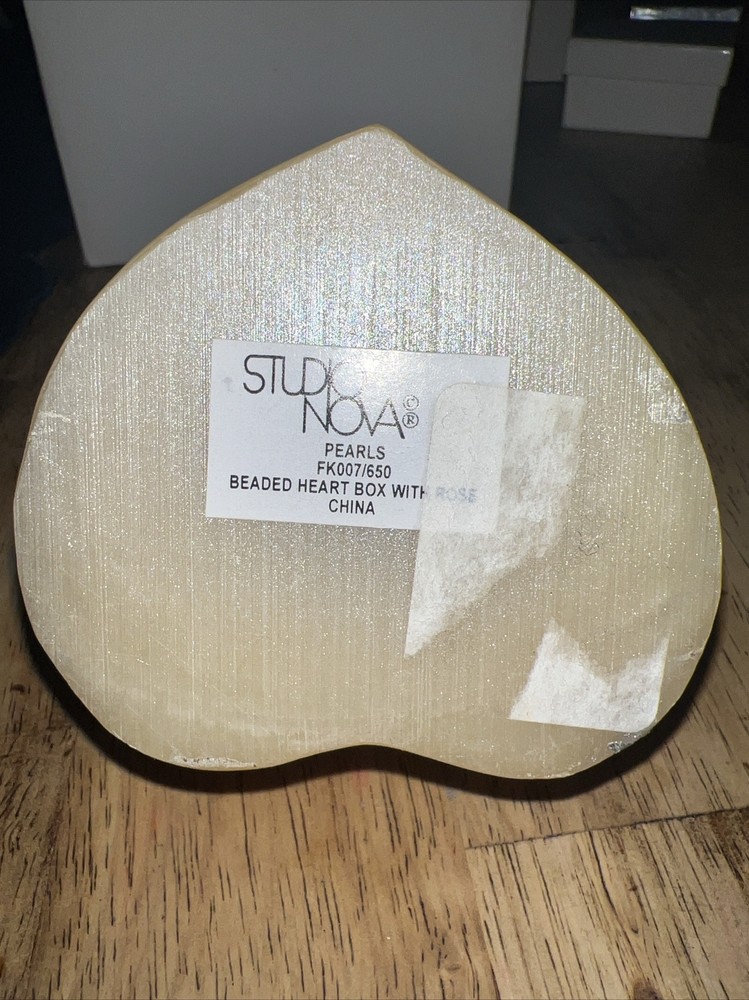 STUDIO
NOVA©®
PEARLS
FK007/650
BEADED HEART BOX WITH ROSE
CHINA